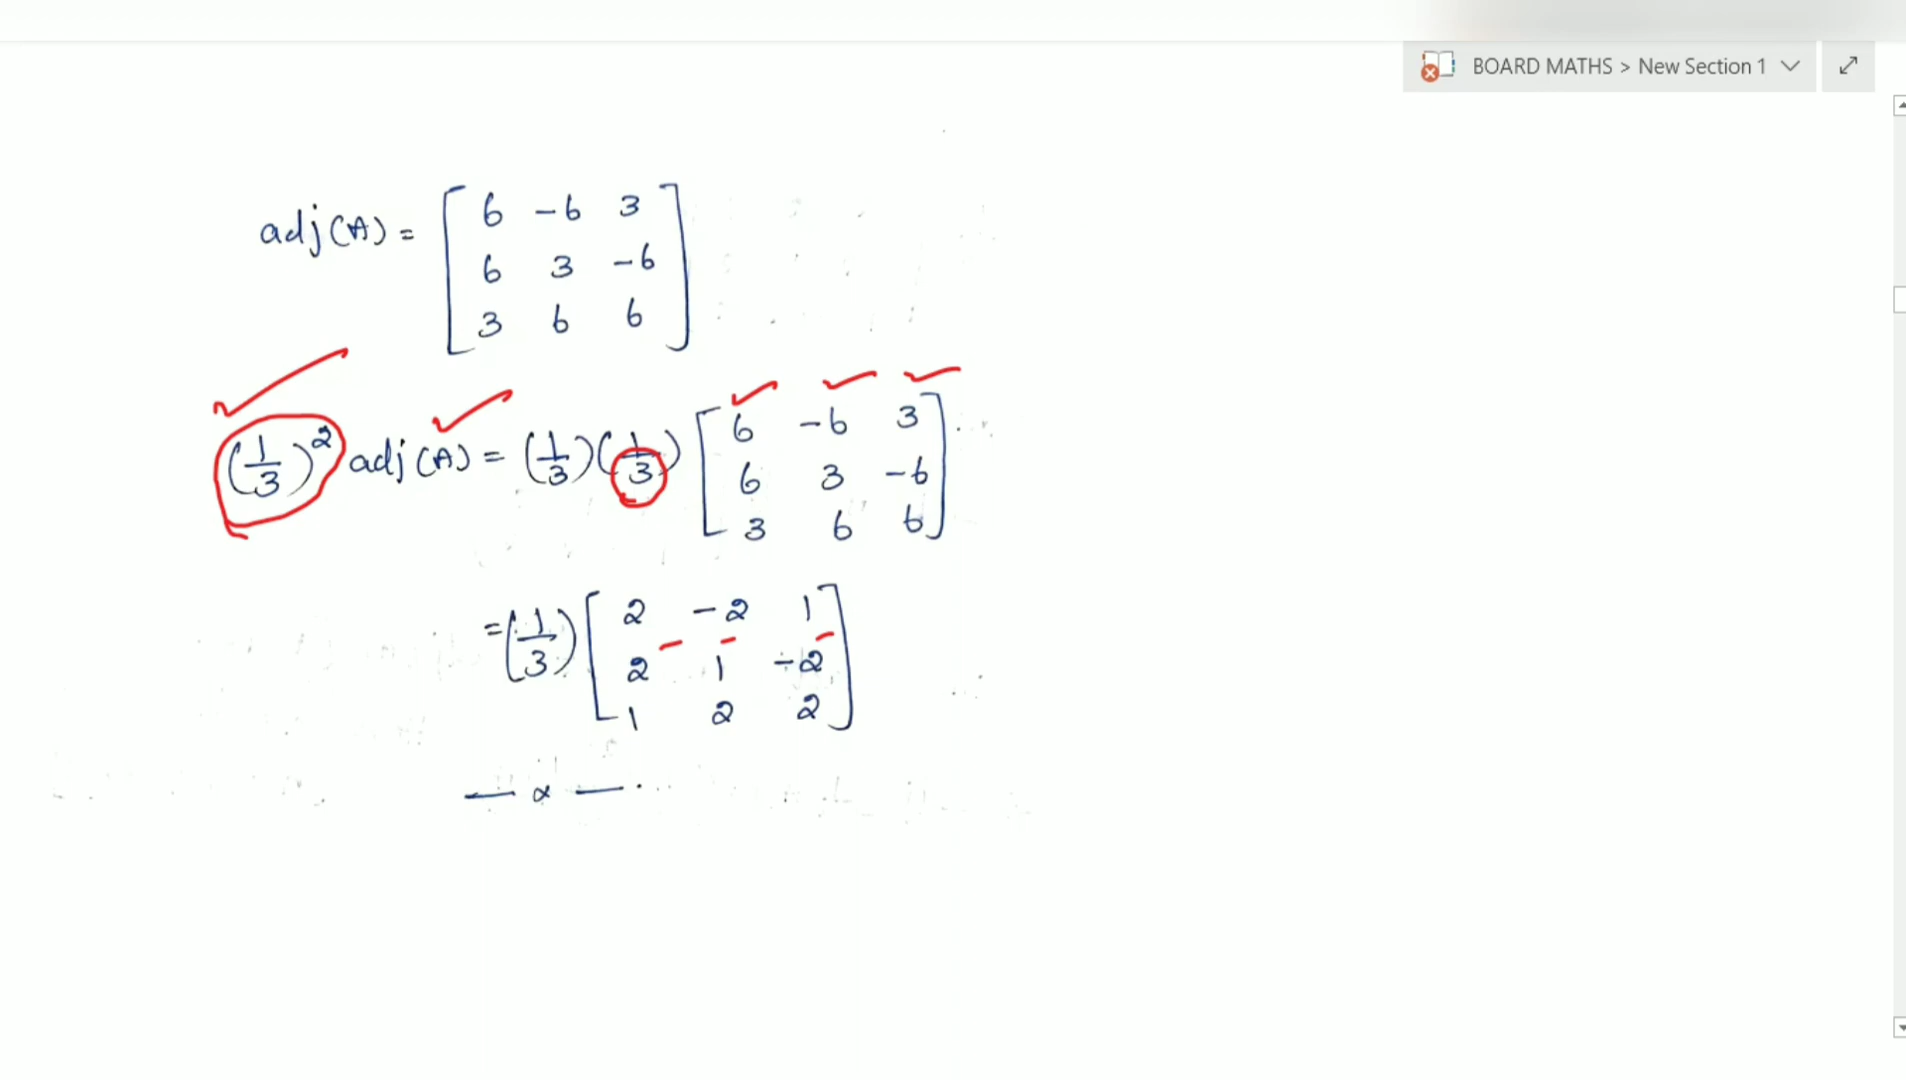 BOARD MATHS > New Section 1
adj(A) = [ 6 -6 3
6 3 -6
3 6 6 ]
(1/3)² adj(A) = (1/3)(1/3) [ 6 -6 3
6 3 -6
3 6 6 ]
= (1/3) [ 2 -2 1
2 1 -2
1 2 2 ]